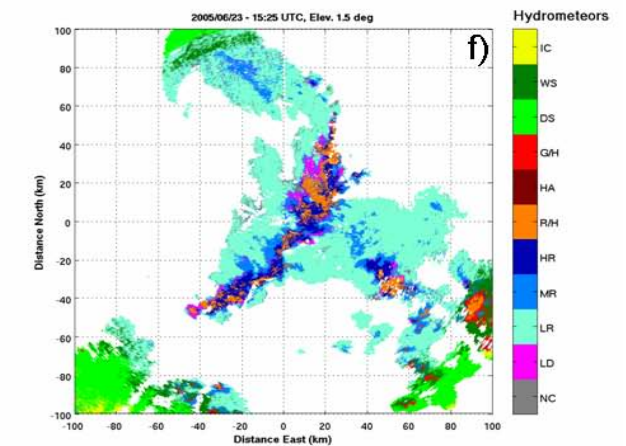 2005/06/23 - 15:25 UTC, Elev. 1.5 deg
Hydrometeors
f)
100
80
60
40
20
0
-20
-40
-60
-80
-100
Distance North (km)
-100 -80 -60 -40 -20 0 20 40 60 80 100
Distance East (km)
IC
WS
DS
G/H
HA
R/H
HR
MR
LR
LD
NC